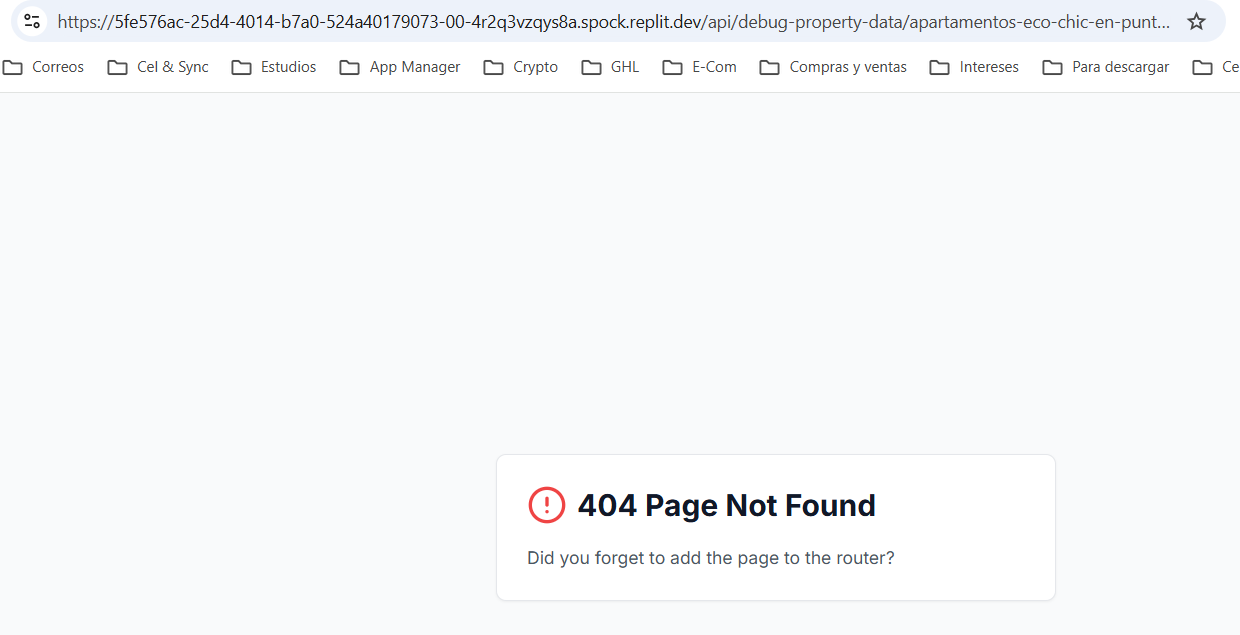 https://5fe576ac-25d4-4014-b7a0-524a40179073-00-4r2q3vzqys8a.spock.replit.dev/api/debug-property-data/apartamentos-eco-chic-en-punt...
Correos Cel & Sync Estudios App Manager Crypto GHL E-Com Compras y ventas Intereses Para descargar Ce
404 Page Not Found
Did you forget to add the page to the router?